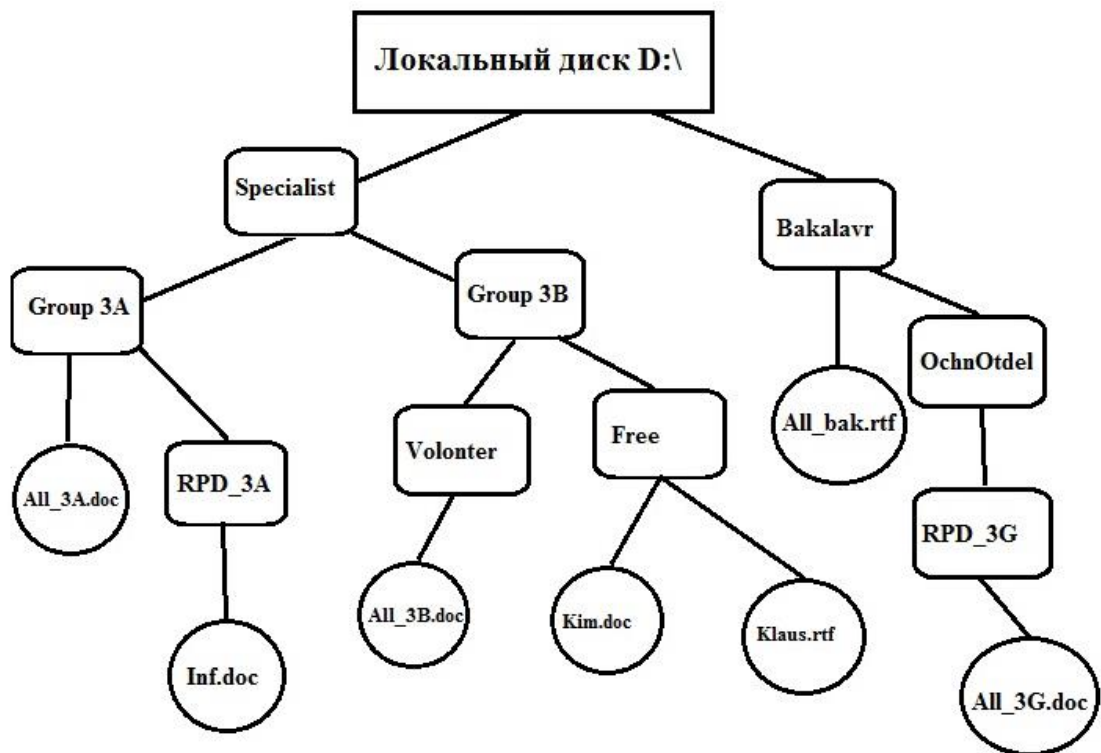 Локальный диск D:\
Specialist
Bakalavr
Group 3A
Group 3B
OchnOtdel
All_bak.rtf
Volonter
Free
All_3A.doc
RPD_3A
RPD_3G
All_3B.doc
Kim.doc
Klaus.rtf
Inf.doc
All_3G.doc